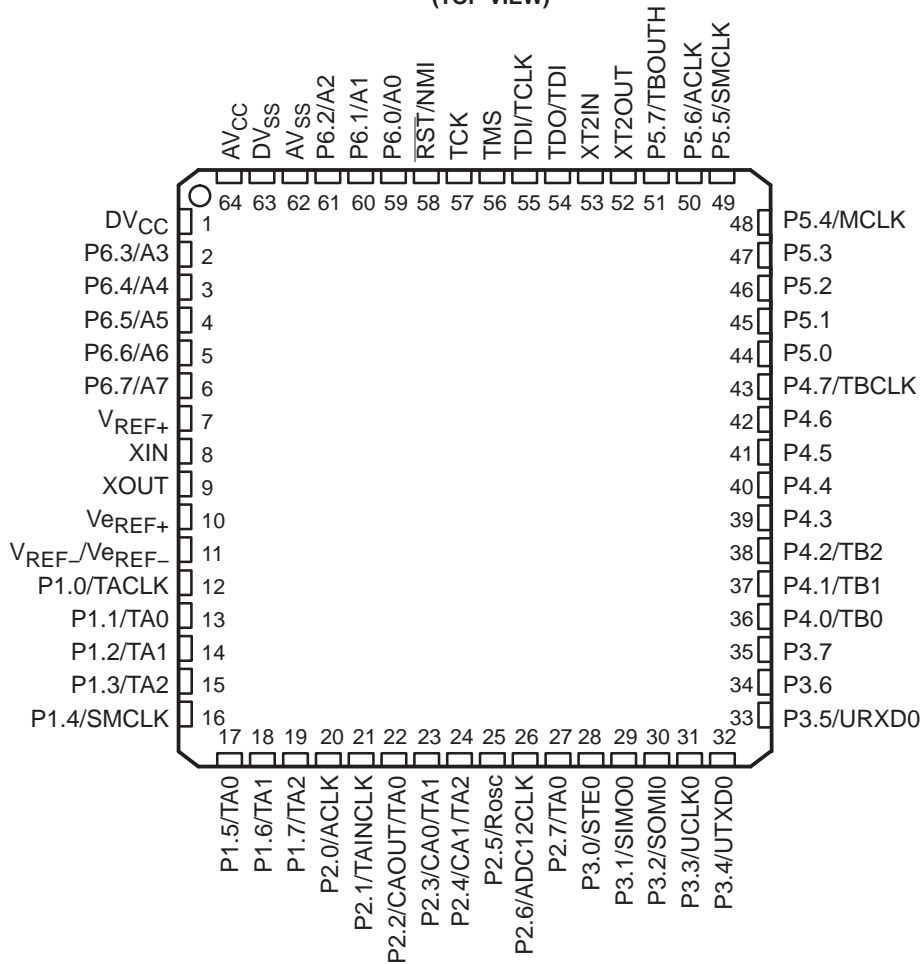 (TOP VIEW)
AVCC
DVSS
AVSS
P6.2/A2
P6.1/A1
P6.0/A0
RST/NMI
TCK
TMS
TDI/TCLK
TDO/TDI
XT2IN
XT2OUT
P5.7/TBOUTH
P5.6/ACLK
P5.5/SMCLK
64 63 62 61 60 59 58 57 56 55 54 53 52 51 50 49
DVCC 1
P6.3/A3 2
P6.4/A4 3
P6.5/A5 4
P6.6/A6 5
P6.7/A7 6
VREF+ 7
XIN 8
XOUT 9
VeREF+ 10
VREF−/VeREF− 11
P1.0/TACLK 12
P1.1/TA0 13
P1.2/TA1 14
P1.3/TA2 15
P1.4/SMCLK 16
48 P5.4/MCLK
47 P5.3
46 P5.2
45 P5.1
44 P5.0
43 P4.7/TBCLK
42 P4.6
41 P4.5
40 P4.4
39 P4.3
38 P4.2/TB2
37 P4.1/TB1
36 P4.0/TB0
35 P3.7
34 P3.6
33 P3.5/URXD0
17 18 19 20 21 22 23 24 25 26 27 28 29 30 31 32
P1.5/TA0
P1.6/TA1
P1.7/TA2
P2.0/ACLK
P2.1/TAINCLK
P2.2/CAOUT/TA0
P2.3/CA0/TA1
P2.4/CA1/TA2
P2.5/Rosc
P2.6/ADC12CLK
P2.7/TA0
P3.0/STE0
P3.1/SIMO0
P3.2/SOMI0
P3.3/UCLK0
P3.4/UTXD0